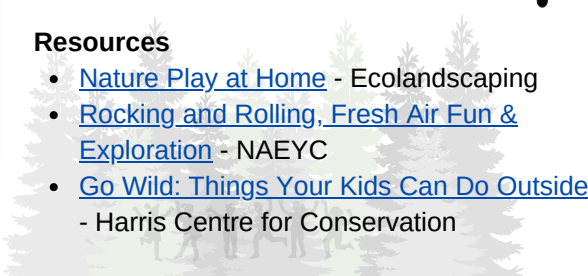 Resources
• Nature Play at Home - Ecolandscaping
• Rocking and Rolling, Fresh Air Fun &
Exploration - NAEYC
• Go Wild: Things Your Kids Can Do Outside
- Harris Centre for Conservation